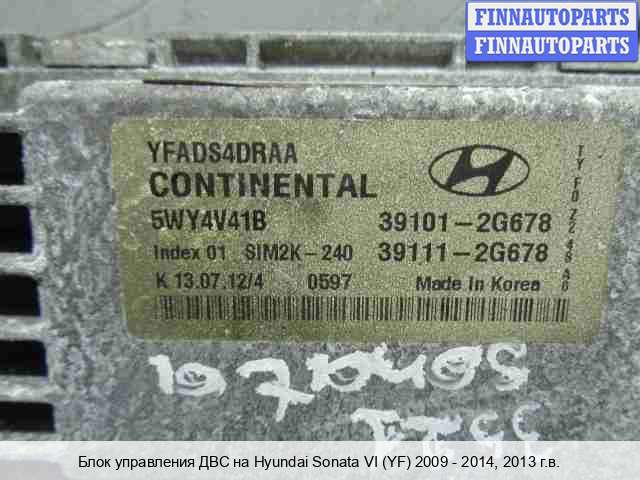 FINNAUTOPARTS
FINNAUTOPARTS
YFADS4DRAA
CONTINENTAL
5WY4V41B 39101-2G678
Index 01 SIM2K-240 39111-2G678
K 13.07.12/4 0597 Made in Korea
Блок управления ДВС на Hyundai Sonata VI (YF) 2009 - 2014, 2013 г.в.